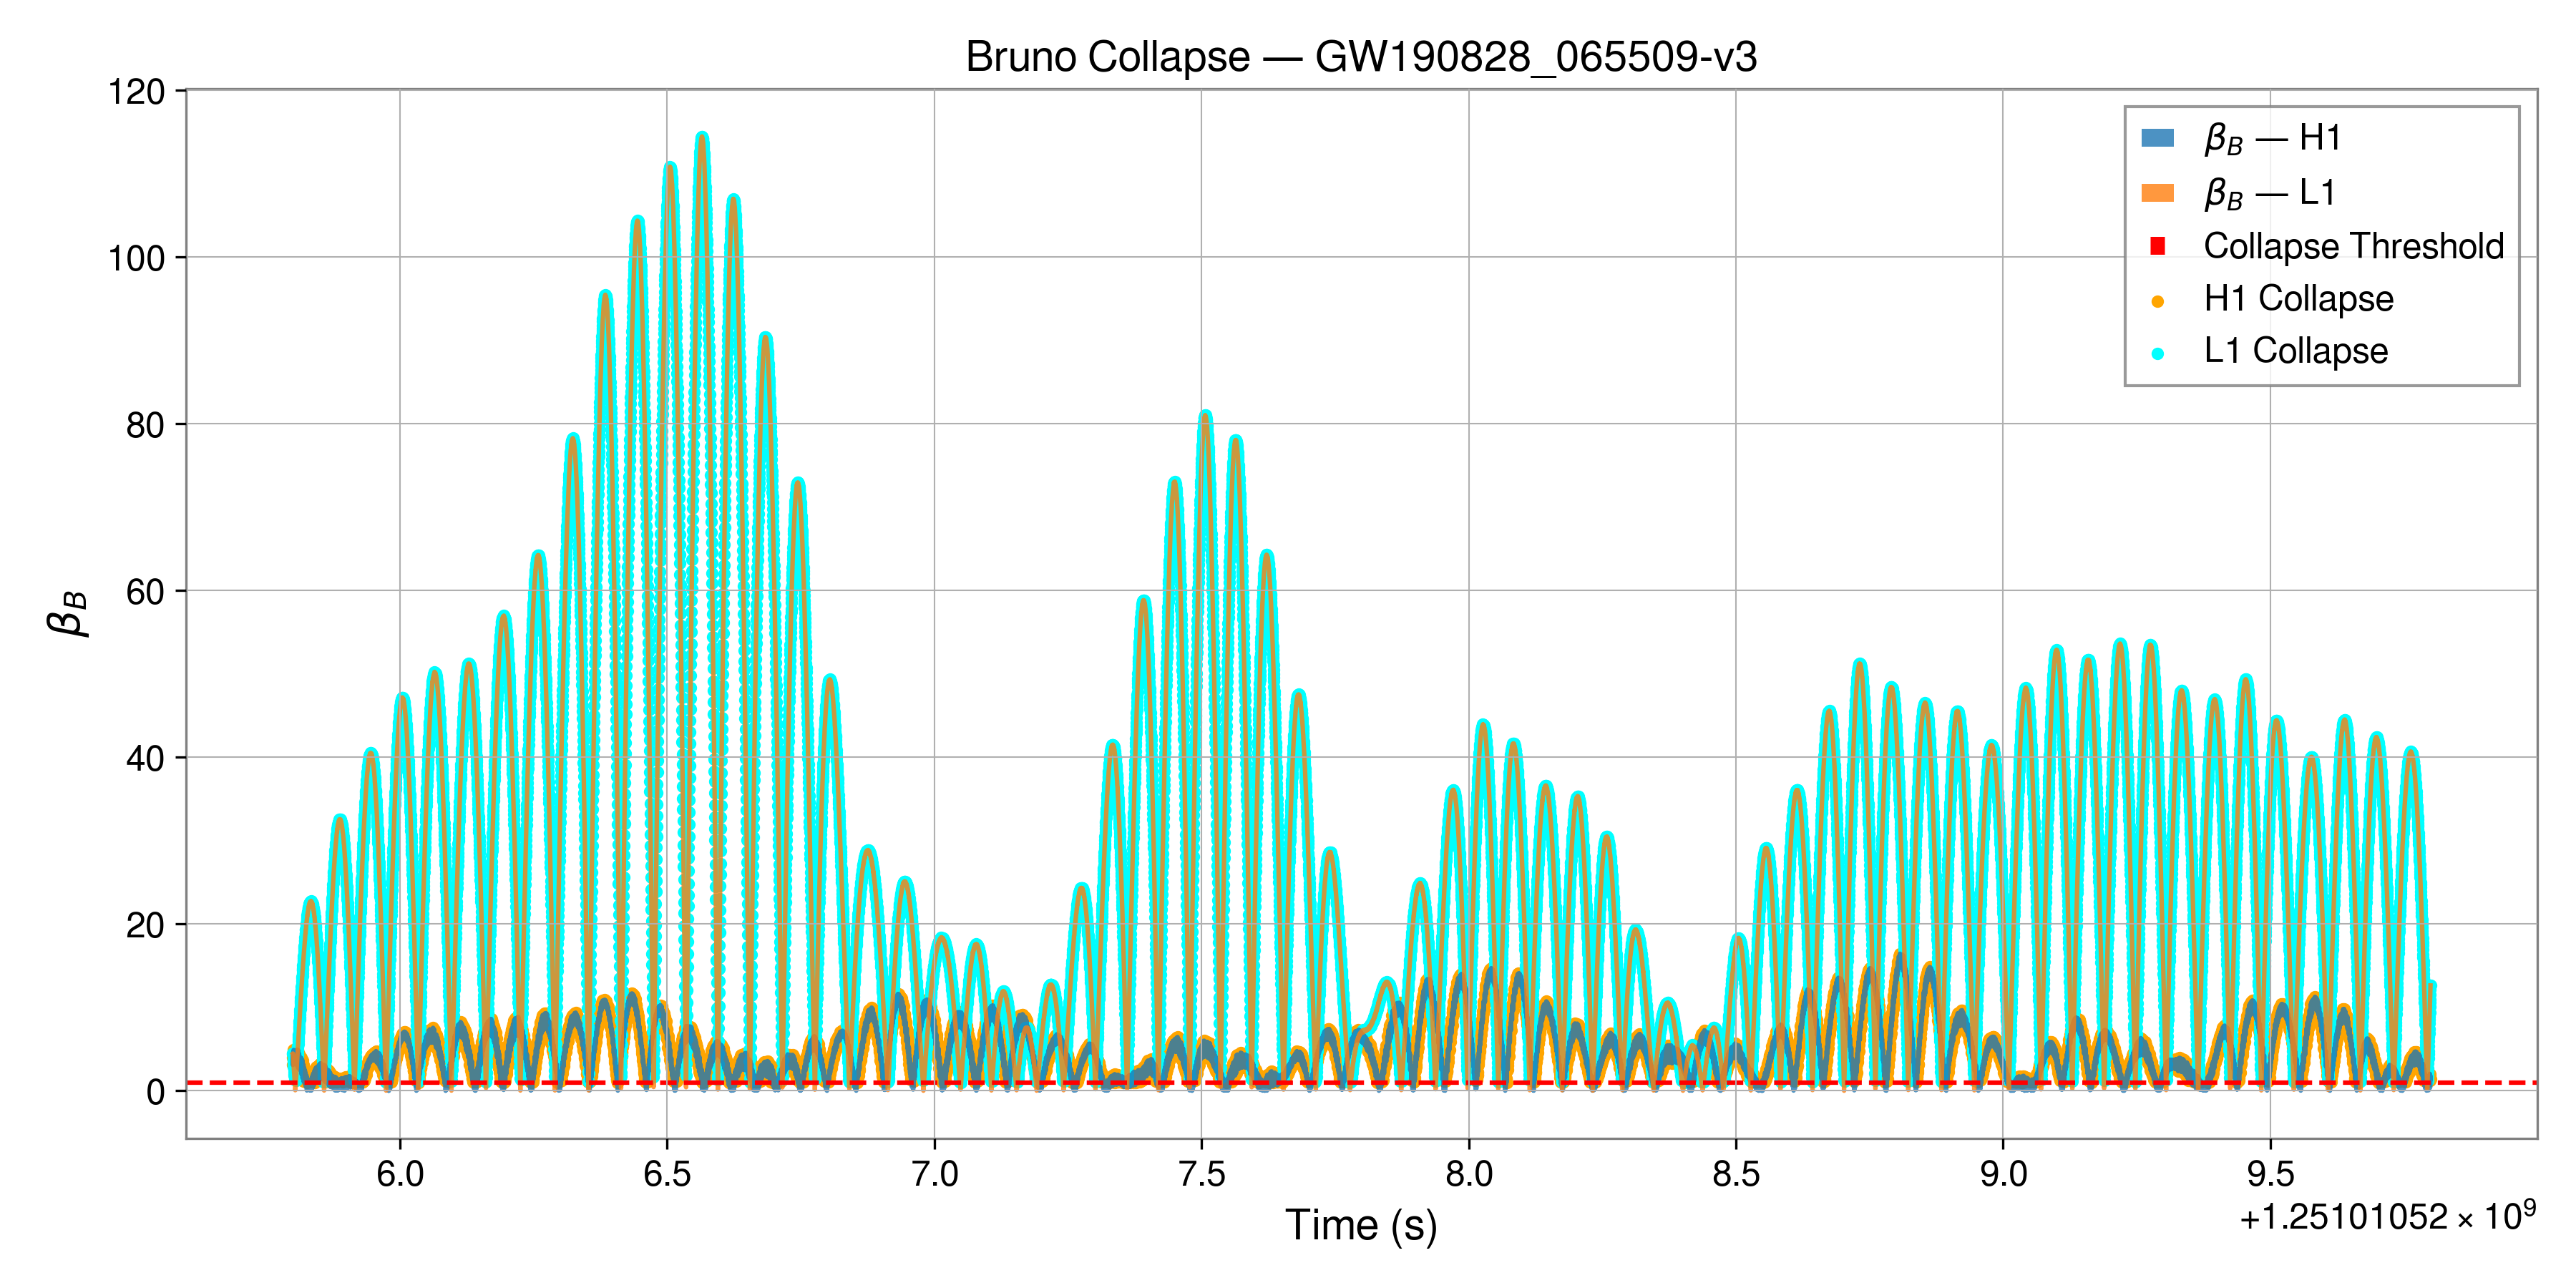 Bruno Collapse — GW190828_065509-v3
120
100
80
60
40
20
0
β_B
β_B — H1
β_B — L1
Collapse Threshold
H1 Collapse
L1 Collapse
6.0 6.5 7.0 7.5 8.0 8.5 9.0 9.5
+1.25101052 × 10⁹
Time (s)